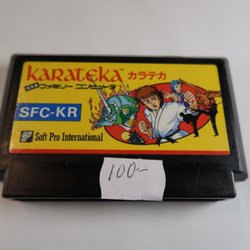 KARATEKA カラテカ
ファミリー コンピュータ
SFC-KR
Soft Pro International
100:-